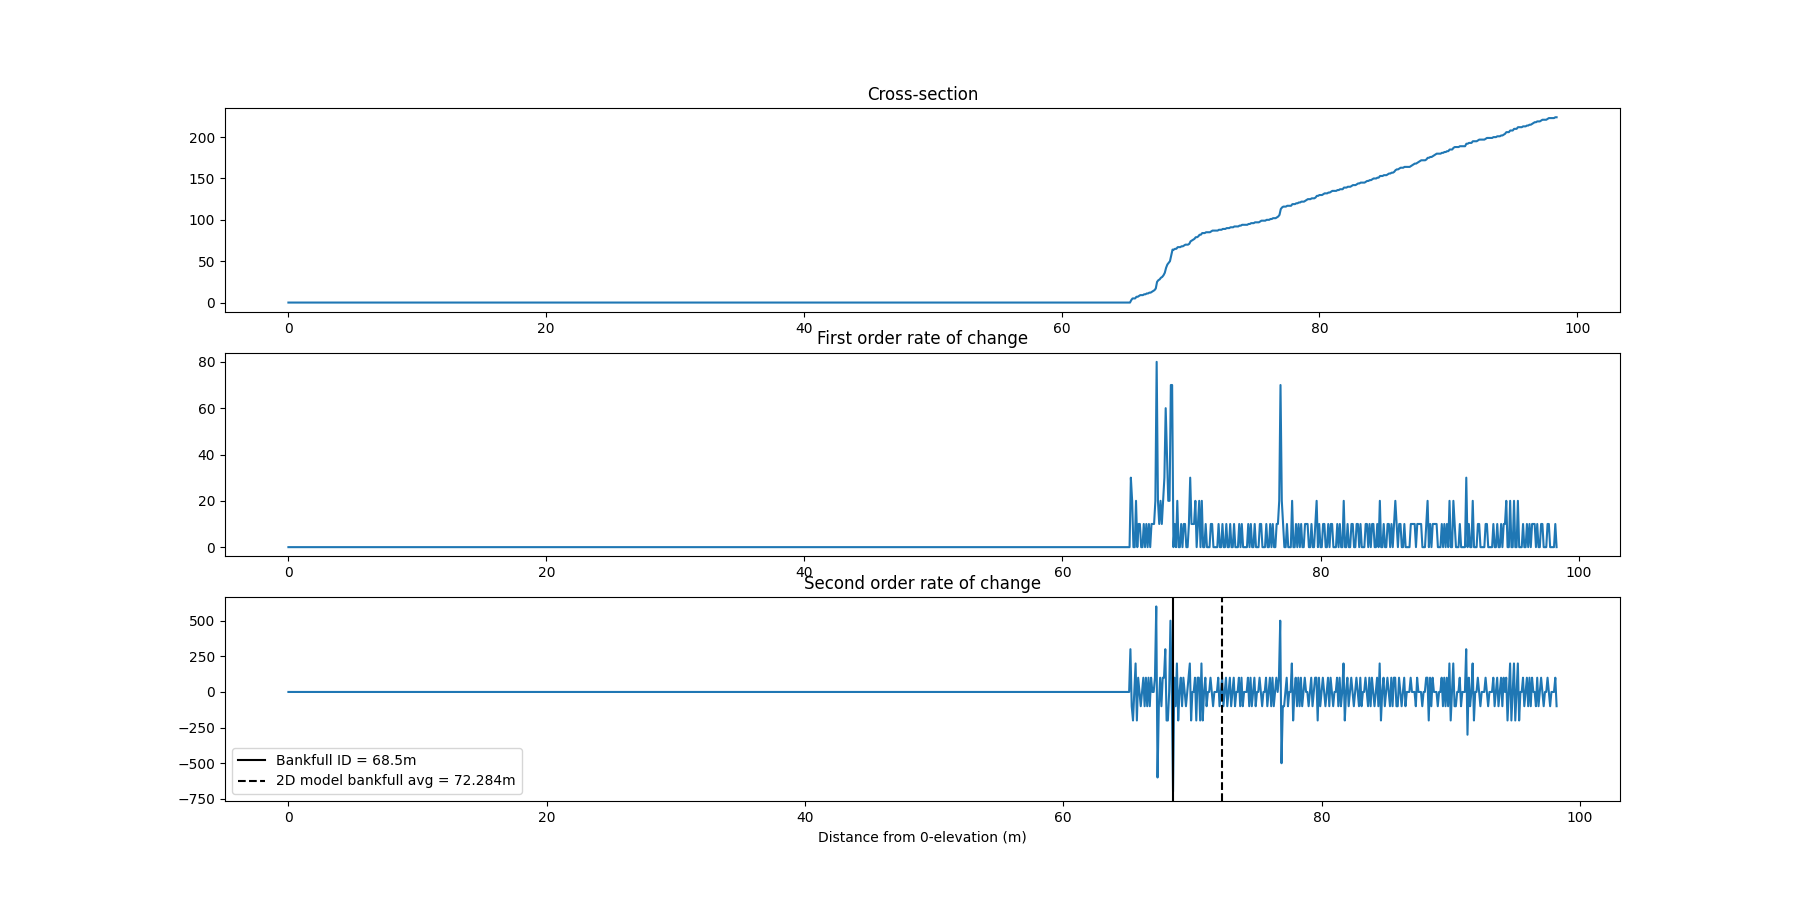 Cross-section
200
150
100
50
0
0 20 40 60 80 100
First order rate of change
80
60
40
20
0
0 20 40 60 80 100
Second order rate of change
500
250
0
−250
−500
−750
Bankfull ID = 68.5m
2D model bankfull avg = 72.284m
0 20 40 60 80 100
Distance from 0-elevation (m)